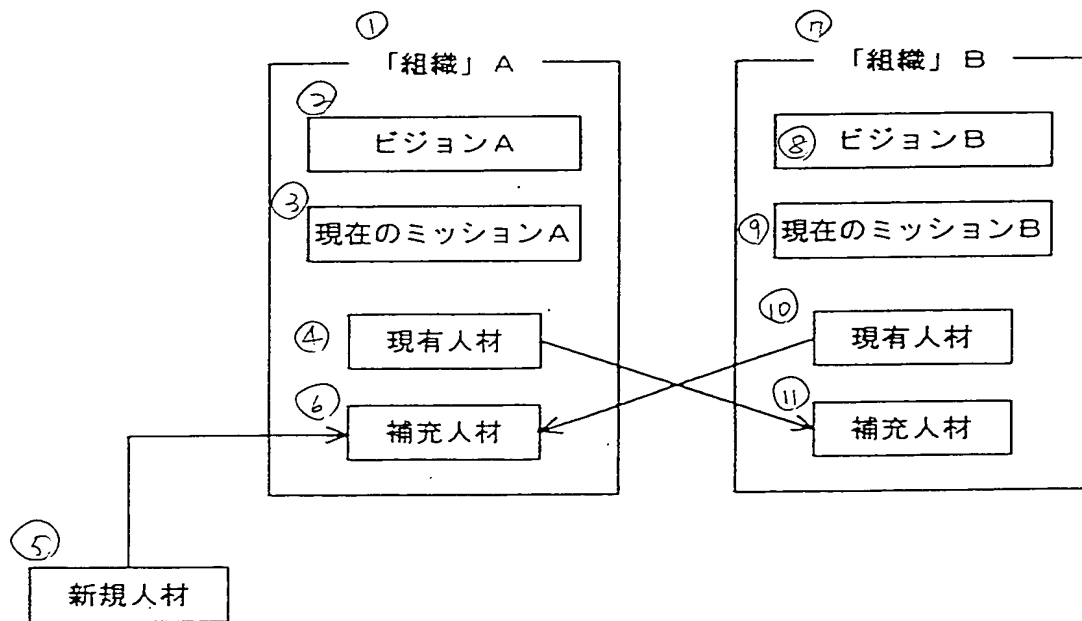 ①
「組織」A
②
ビジョンA
③
現在のミッションA
④
現有人材
⑥
補充人材
⑤
新規人材
⑦
「組織」B
⑧
ビジョンB
⑨
現在のミッションB
⑩
現有人材
⑪
補充人材